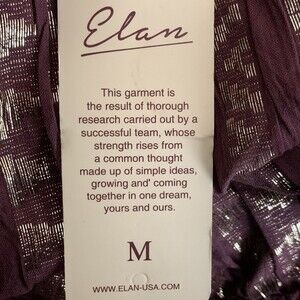 Elan
This garment is
the result of thorough
research carried out by a
successful team, whose
strength rises from
a common thought
made up of simple ideas,
growing and' coming
together in one dream,
yours and ours.
M
WWW.ELAN-USA.COM